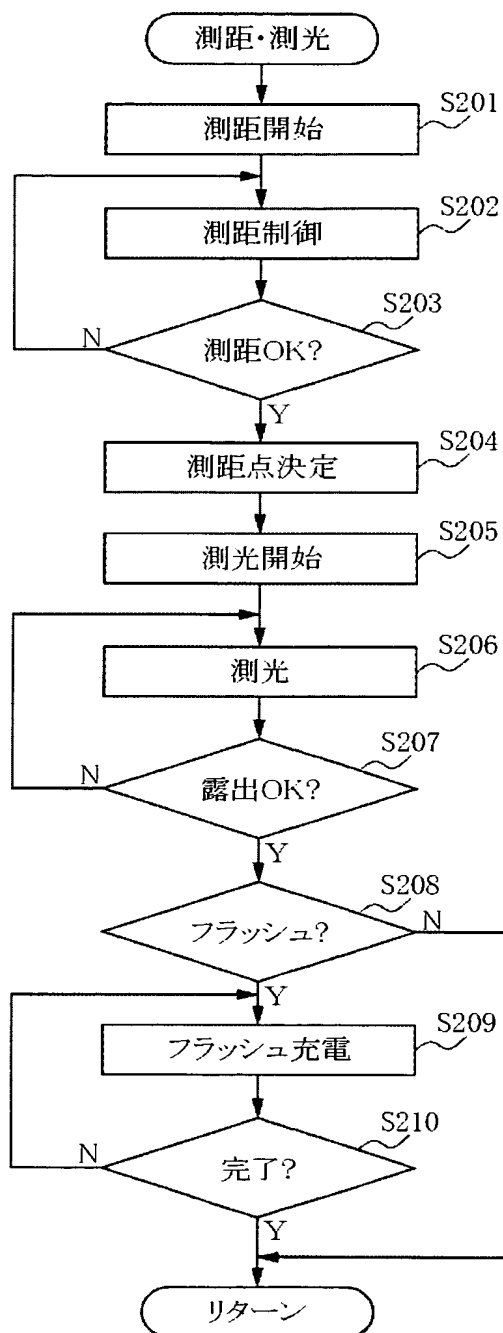 測距・測光
S201
測距開始
S202
測距制御
S203
測距OK?
N
Y
S204
測距点決定
S205
測光開始
S206
測光
S207
露出OK?
N
Y
S208
フラッシュ?
N
Y
S209
フラッシュ充電
S210
完了?
N
Y
リターン